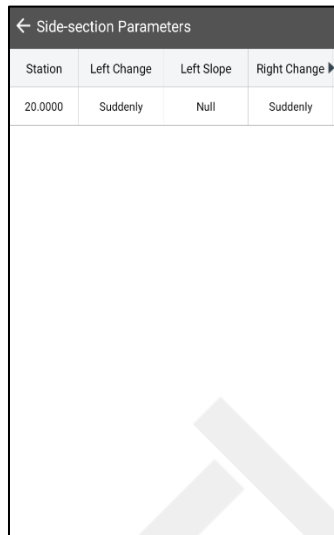 ← Side-section Parameters
Station Left Change Left Slope Right Change
20.0000 Suddenly Null Suddenly